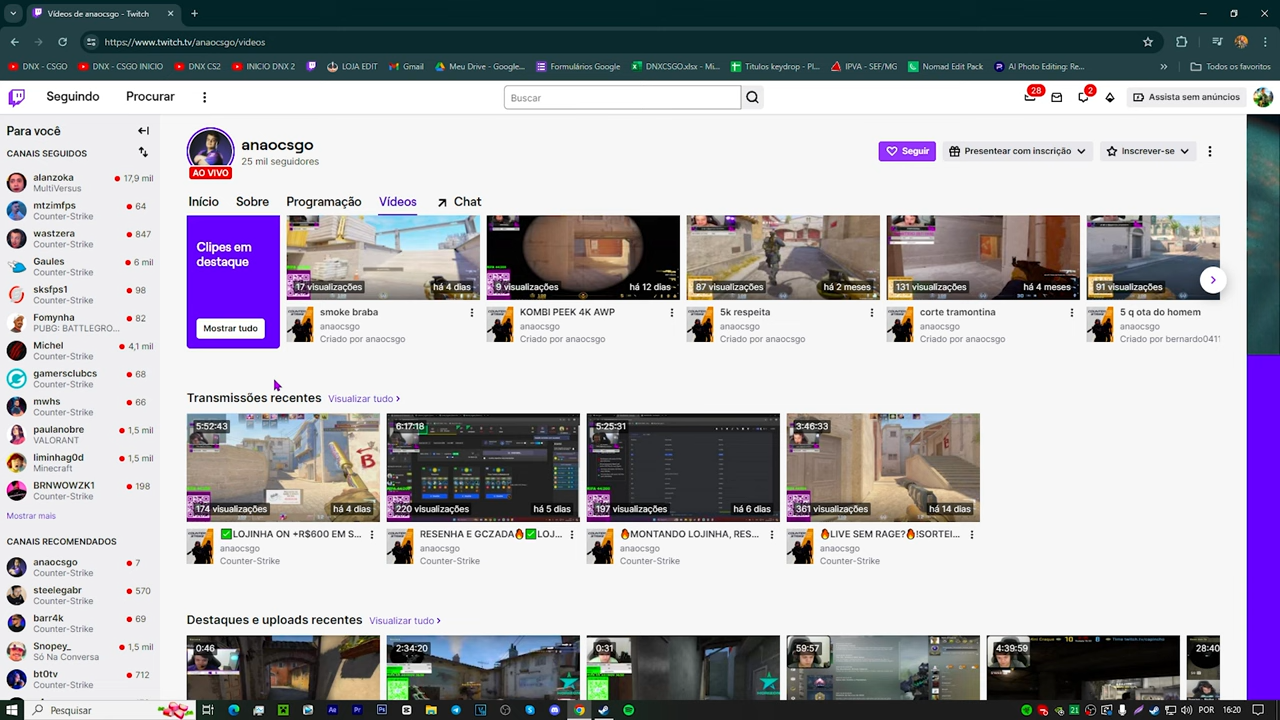 Vídeos de anaocsgo - Twitch
https://www.twitch.tv/anaocsgo/videos
DNX - CSGO
DNX - CSGO INICIO
DNX CS2
INICIO DNX 2
LOJA EDIT
Gmail
Meu Drive - Google...
Formulários Google
DNXCSGO.xlsx - M...
Titulos keydrop - Pl...
IPVA - SEF/MG
Nomad Edit Pack
AI Photo Editing: Re...
Todos os favoritos
Seguindo
Procurar
Buscar
28
2
Assista sem anúncios
Para você
CANAIS SEGUIDOS
alanzoka
17,9 mil
MultiVersus
mtzimfps
64
Counter-Strike
wastzera
847
Counter-Strike
Gaules
6 mil
Counter-Strike
sksfps1
98
Counter-Strike
Fomynha
82
PUBG: BATTLEGRO...
Michel
4,1 mil
Counter-Strike
gamersclubcs
68
Counter-Strike
mwhs
66
Counter-Strike
paulanobre
1,5 mil
VALORANT
liminhag0d
1,5 mil
Minecraft
BRNWOWZK1
198
Counter-Strike
Mostrar mais
CANAIS RECOMENDADOS
anaocsgo
7
Counter-Strike
steelegabr
570
Counter-Strike
barr4k
69
Counter-Strike
Snopey_
1,5 mil
Só Na Conversa
bt0tv
712
Counter-Strike
anaocsgo
25 mil seguidores
AO VIVO
Seguir
Presentear com inscrição
Inscrever-se
Início
Sobre
Programação
Vídeos
Chat
Clipes em
destaque
Mostrar tudo
17 visualizações
há 4 dias
smoke braba
anaocsgo
Criado por anaocsgo
9 visualizações
há 12 dias
KOMBI PEEK 4K AWP
anaocsgo
Criado por anaocsgo
87 visualizações
há 2 meses
5k respeita
anaocsgo
Criado por anaocsgo
131 visualizações
há 4 meses
corte tramontina
anaocsgo
Criado por anaocsgo
91 visualizações
5 q ota do homem
anaocsgo
Criado por bernardo041
Transmissões recentes
Visualizar tudo
5:52:43
B
174 visualizações
há 4 dias
✅LOJINHA ON +R$600 EM S...
anaocsgo
Counter-Strike
6:17:18
220 visualizações
há 5 dias
RESENHA E GCZADA🔥✅LOJ...
anaocsgo
Counter-Strike
5:25:31
197 visualizações
há 6 dias
🔥MONTANDO LOJINHA, RES...
anaocsgo
Counter-Strike
3:46:33
361 visualizações
há 14 dias
🔥LIVE SEM RAGE?🔥!SORTEI...
anaocsgo
Counter-Strike
Destaques e uploads recentes
Visualizar tudo
0:46
2:34:20
0:31
59:57
4:39:59
28:40
Pesquisar
POR
16:20